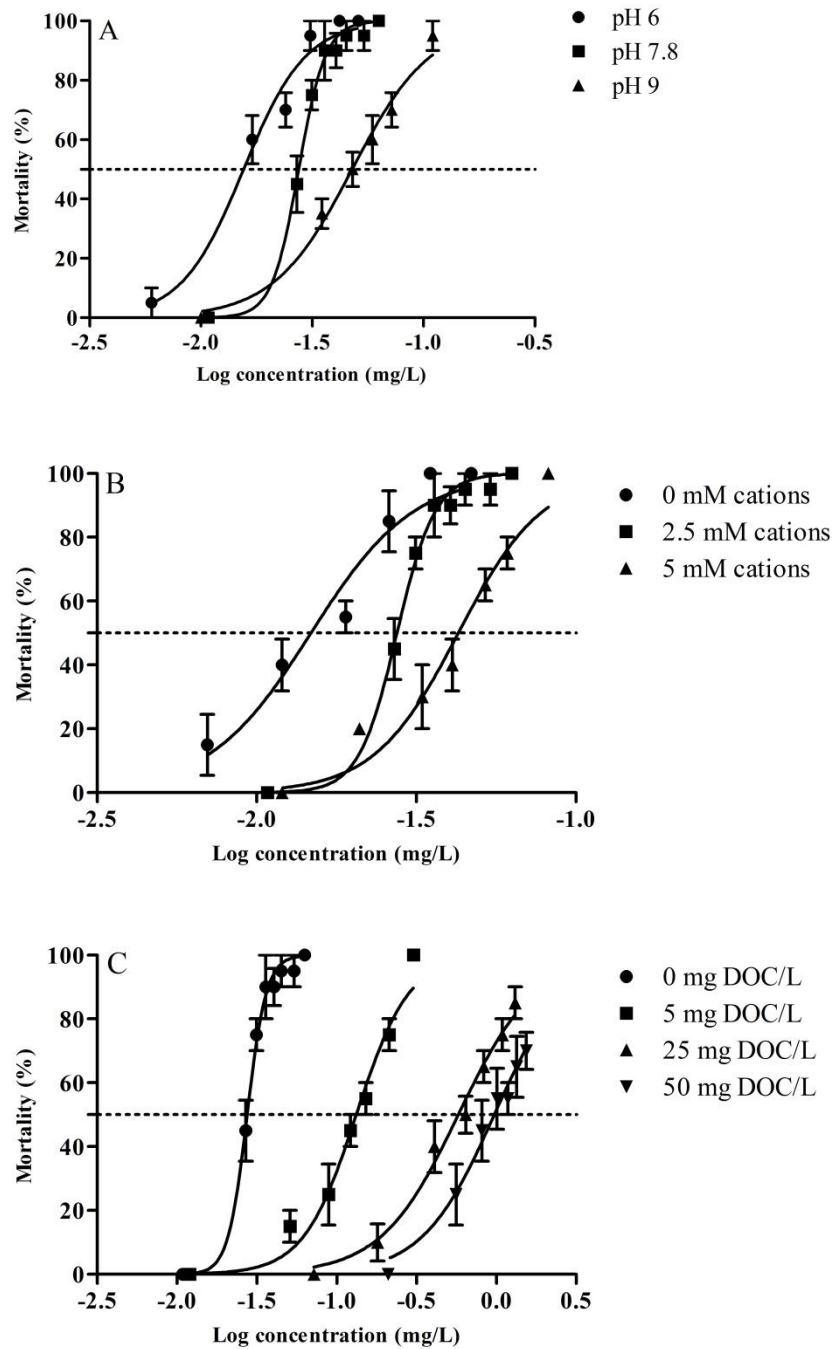 A
Mortality (%)
100
80
60
40
20
0
-2.5
-2.0
-1.5
-1.0
-0.5
Log concentration (mg/L)
pH 6
pH 7.8
pH 9
B
Mortality (%)
100
80
60
40
20
0
-2.5
-2.0
-1.5
-1.0
Log concentration (mg/L)
0 mM cations
2.5 mM cations
5 mM cations
C
Mortality (%)
100
80
60
40
20
0
-2.5
-2.0
-1.5
-1.0
-0.5
0.0
0.5
Log concentration (mg/L)
0 mg DOC/L
5 mg DOC/L
25 mg DOC/L
50 mg DOC/L